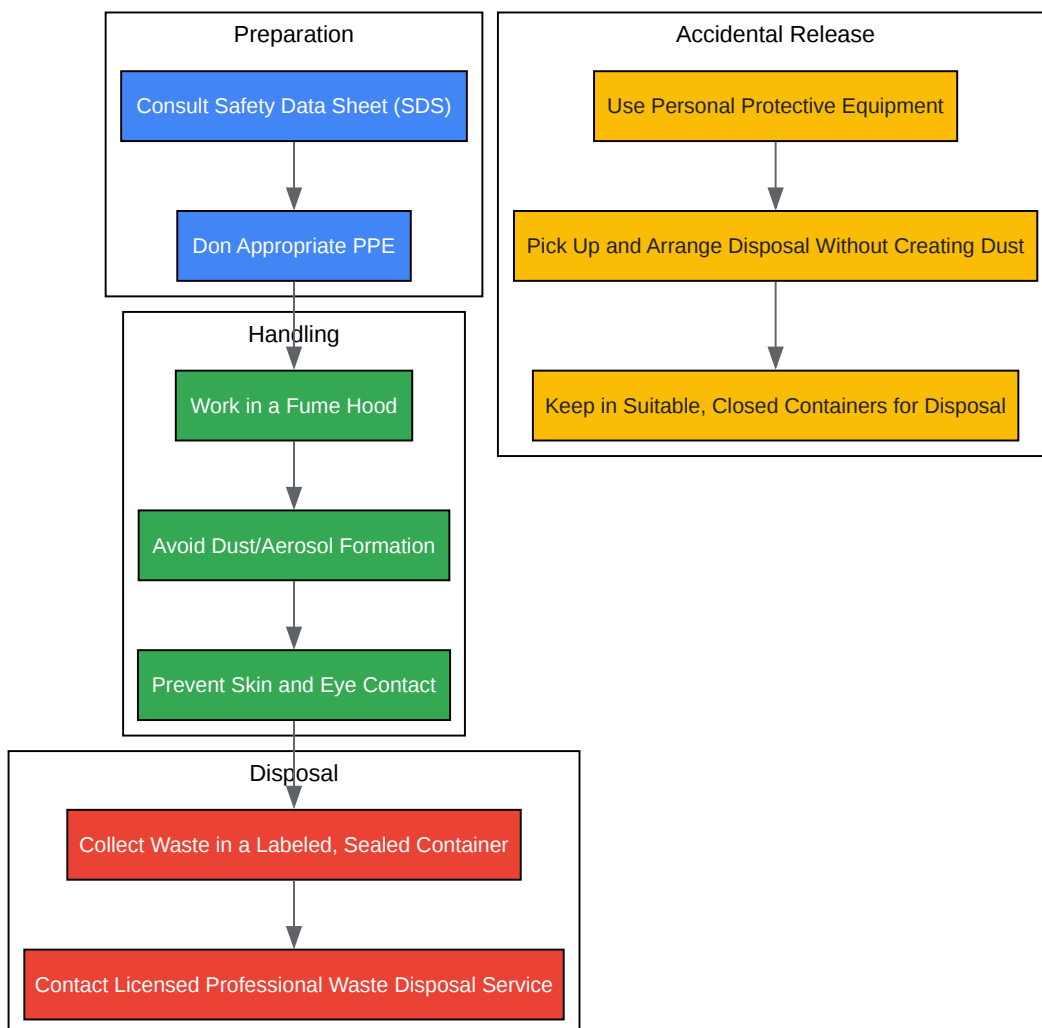 Preparation
Consult Safety Data Sheet (SDS)
Don Appropriate PPE
Handling
Work in a Fume Hood
Avoid Dust/Aerosol Formation
Prevent Skin and Eye Contact
Disposal
Collect Waste in a Labeled, Sealed Container
Contact Licensed Professional Waste Disposal Service
Accidental Release
Use Personal Protective Equipment
Pick Up and Arrange Disposal Without Creating Dust
Keep in Suitable, Closed Containers for Disposal